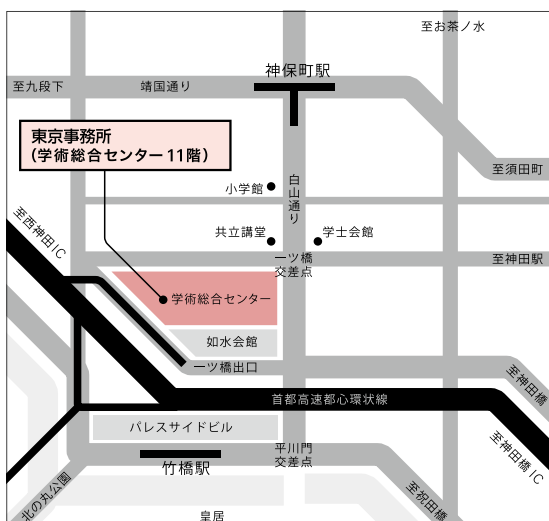 至お茶ノ水
神保町駅
至九段下
靖国通り
東京事務所
(学術総合センター11階)
至須田町
小学館
白山通り
至西神田IC
共立講堂
学士会館
一ツ橋
交差点
至神田駅
学術総合センター
如水会館
一ツ橋出口
至神田橋
首都高速都心環状線
パレスサイドビル
平川門
交差点
至神田橋IC
竹橋駅
北の丸公園
至祝田橋
皇居